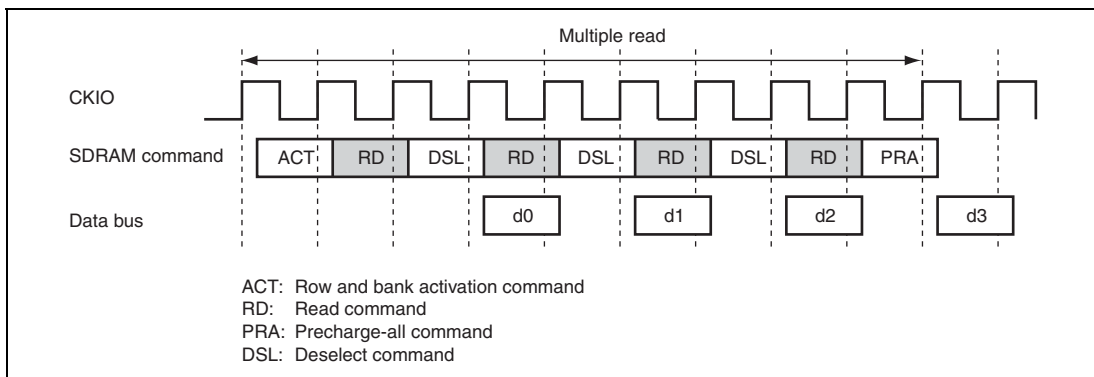 Multiple read
CKIO
SDRAM command ACT RD DSL RD DSL RD DSL RD PRA
Data bus d0 d1 d2 d3
ACT: Row and bank activation command
RD: Read command
PRA: Precharge-all command
DSL: Deselect command